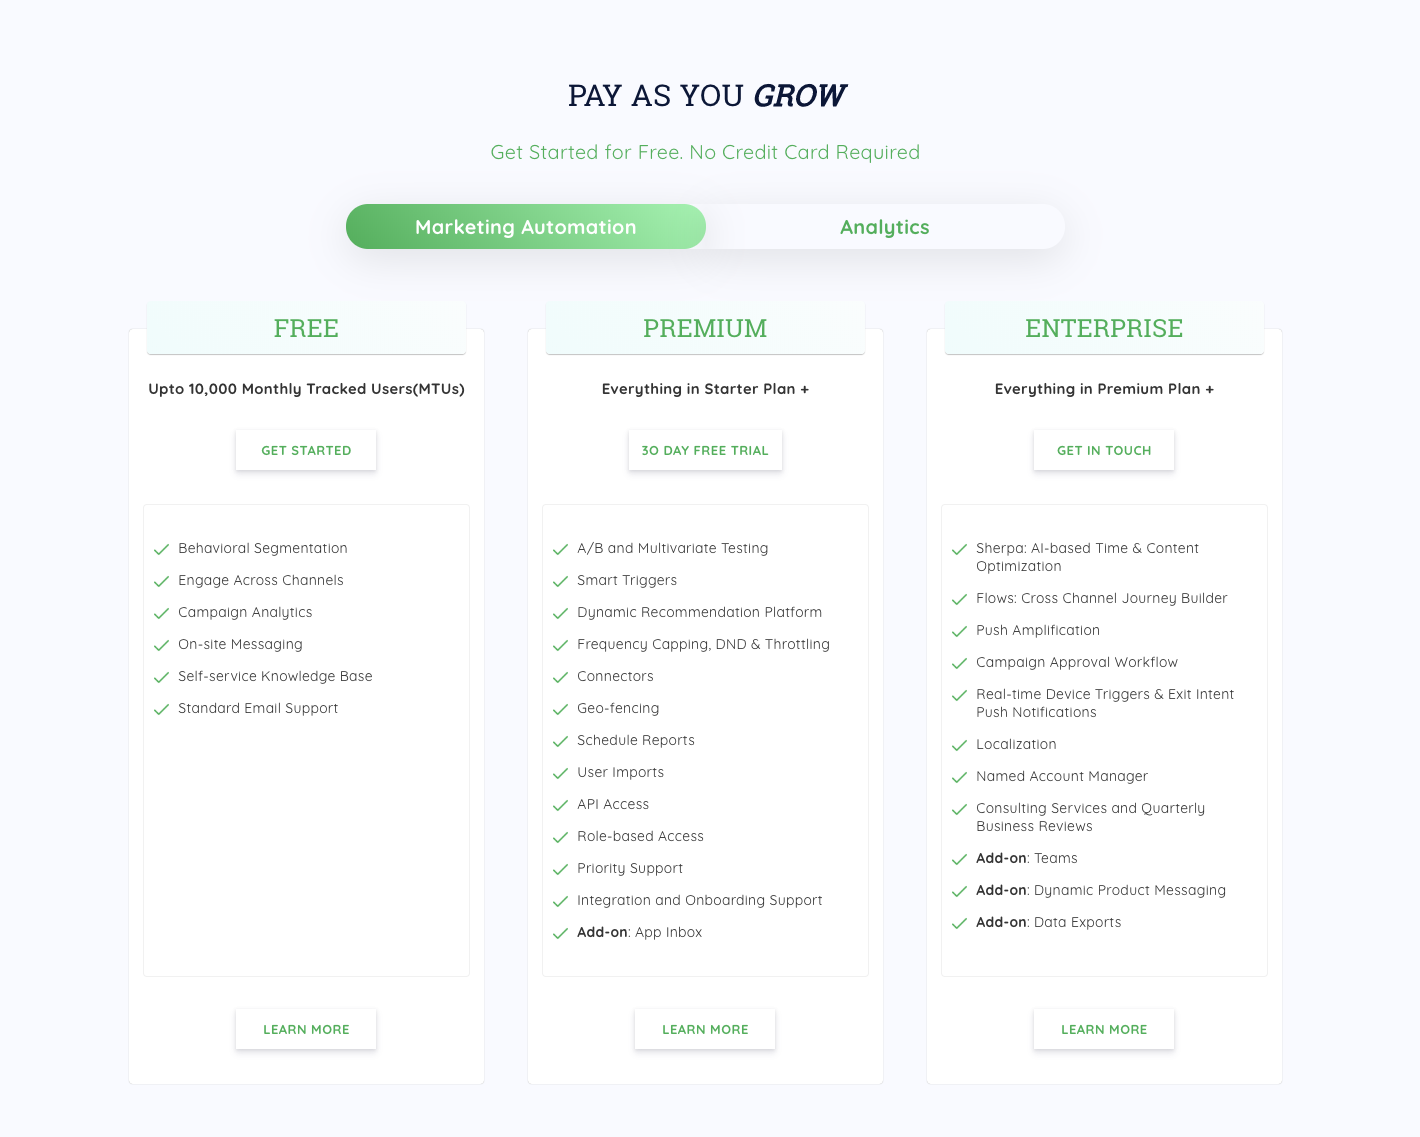 PAY AS YOU GROW
Get Started for Free. No Credit Card Required
Marketing Automation
Analytics
FREE
Upto 10,000 Monthly Tracked Users(MTUs)
GET STARTED
Behavioral Segmentation
Engage Across Channels
Campaign Analytics
On-site Messaging
Self-service Knowledge Base
Standard Email Support
LEARN MORE
PREMIUM
Everything in Starter Plan +
3O DAY FREE TRIAL
A/B and Multivariate Testing
Smart Triggers
Dynamic Recommendation Platform
Frequency Capping, DND & Throttling
Connectors
Geo-fencing
Schedule Reports
User Imports
API Access
Role-based Access
Priority Support
Integration and Onboarding Support
Add-on: App Inbox
LEARN MORE
ENTERPRISE
Everything in Premium Plan +
GET IN TOUCH
Sherpa: AI-based Time & Content
Optimization
Flows: Cross Channel Journey Builder
Push Amplification
Campaign Approval Workflow
Real-time Device Triggers & Exit Intent
Push Notifications
Localization
Named Account Manager
Consulting Services and Quarterly
Business Reviews
Add-on: Teams
Add-on: Dynamic Product Messaging
Add-on: Data Exports
LEARN MORE